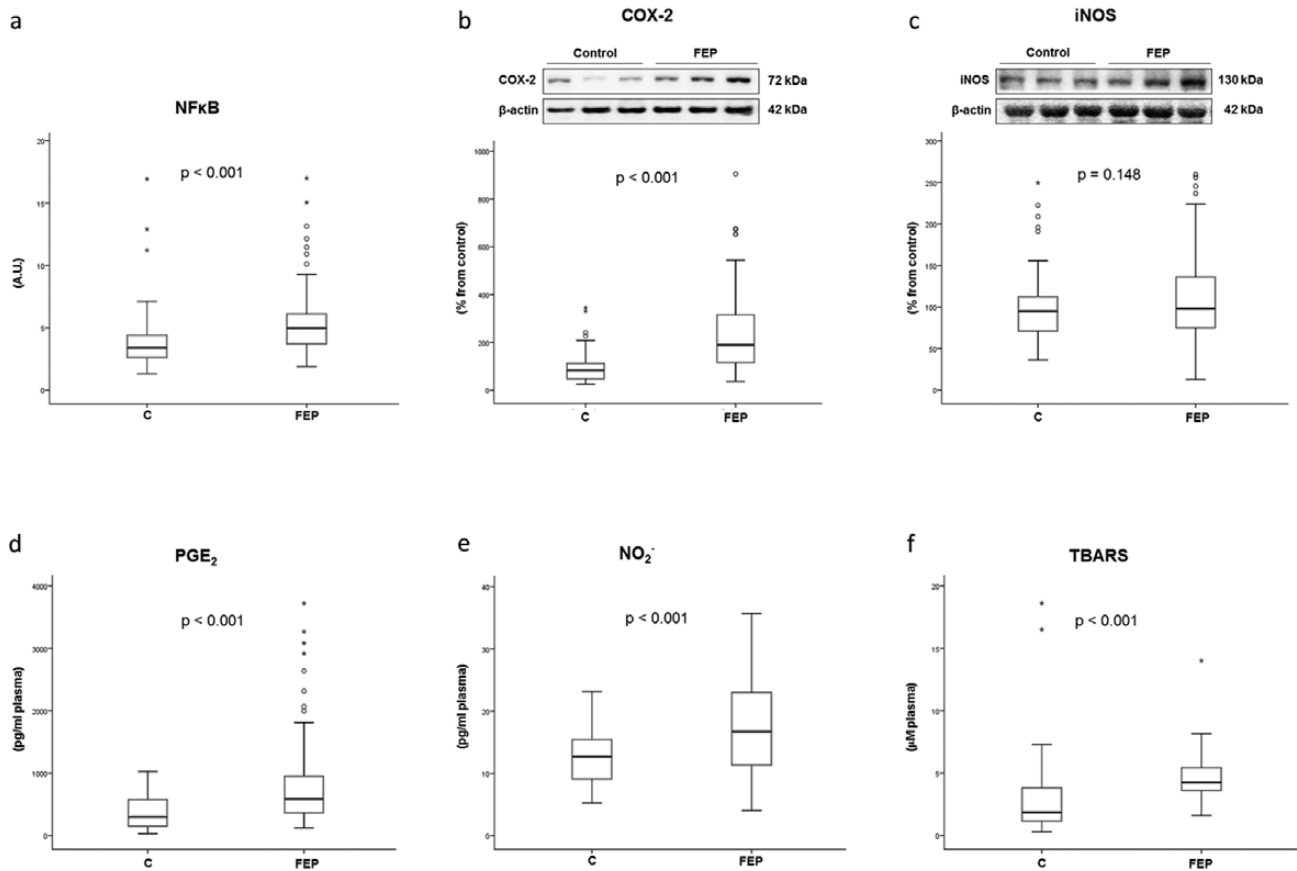 a
NFκB
p < 0.001
(A.U.)
20
15
10
5
0
C FEP
b
COX-2
Control FEP
COX-2 72 kDa
β-actin 42 kDa
p < 0.001
(% from control)
1000
800
600
400
200
0
C FEP
c
iNOS
Control FEP
iNOS 130 kDa
β-actin 42 kDa
p = 0.148
(% from control)
300
250
200
150
100
50
0
C FEP
d
PGE₂
p < 0.001
(pg/ml plasma)
4000
3000
2000
1000
0
C FEP
e
NO₂⁻
p < 0.001
(pg/ml plasma)
40
30
20
10
0
C FEP
f
TBARS
p < 0.001
(µM plasma)
20
15
10
5
0
C FEP